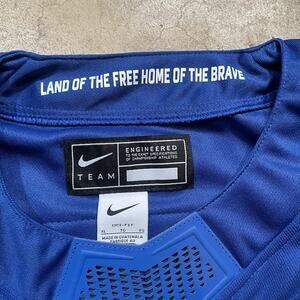 LAND OF THE FREE HOME OF THE BRAVE
TEAM
ENGINEERED
TO THE EXACT SPECIFICATIONS
OF CHAMPIONSHIP ATHLETES
MADE IN GUATEMALA